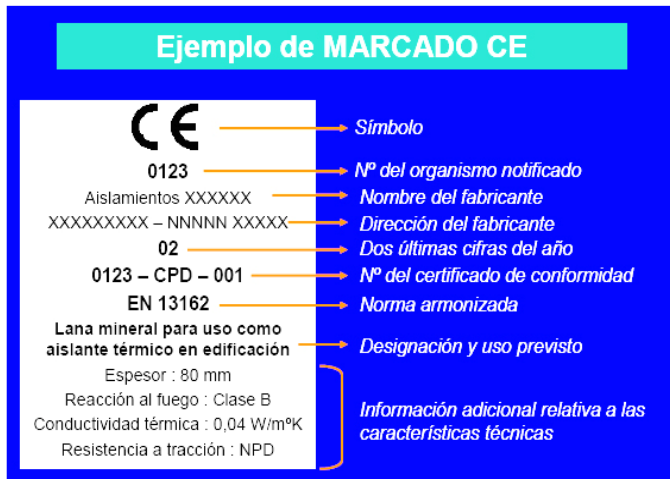 Ejemplo de MARCADO CE
CE
Símbolo
0123
Nº del organismo notificado
Aislamientos XXXXXX
Nombre del fabricante
XXXXXXXXX – NNNNN XXXXX
Dirección del fabricante
02
Dos últimas cifras del año
0123 – CPD – 001
Nº del certificado de conformidad
EN 13162
Norma armonizada
Lana mineral para uso como
aislante térmico en edificación
Designación y uso previsto
Espesor : 80 mm
Reacción al fuego : Clase B
Conductividad térmica : 0,04 W/mºK
Resistencia a tracción : NPD
Información adicional relativa a las
características técnicas